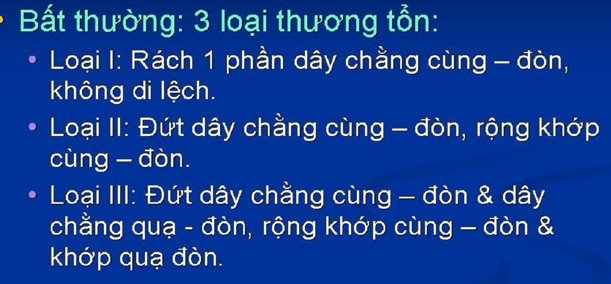 • Bất thường: 3 loại thương tổn:
• Loại I: Rách 1 phần dây chằng cùng – đòn,
không di lệch.
• Loại II: Đứt dây chằng cùng – đòn, rộng khớp
cùng – đòn.
• Loại III: Đứt dây chằng cùng – đòn & dây
chằng quạ - đòn, rộng khớp cùng – đòn &
khớp quạ đòn.